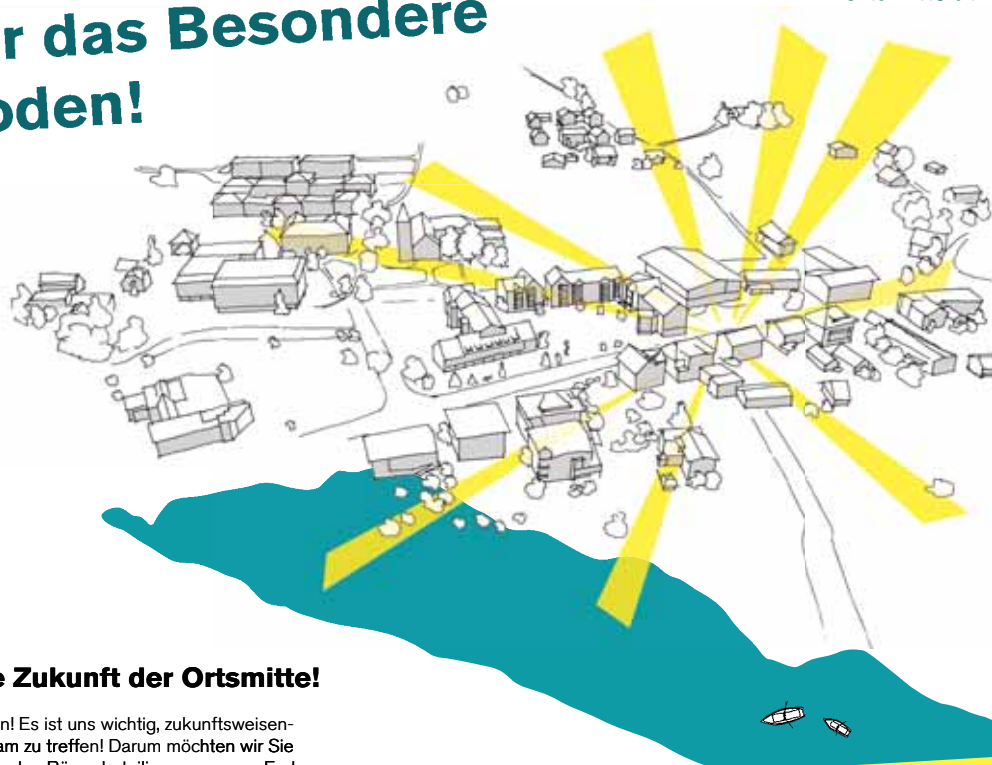 r das Besondere
oden!
e Zukunft der Ortsmitte!
n! Es ist uns wichtig, zukunftsweisen-
am zu treffen! Darum möchten wir Sie